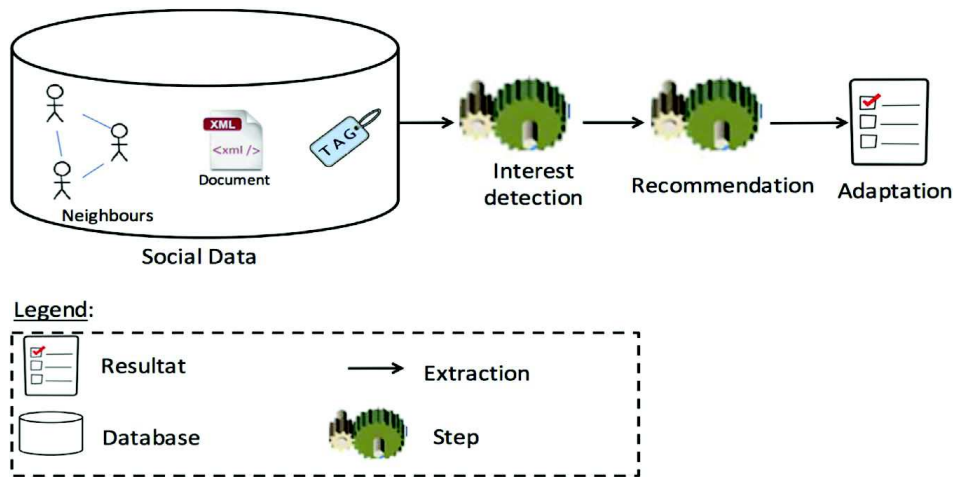 XML
<xml />
TAG
Document
Neighbours
Social Data
Interest
detection
Recommendation
Adaptation
Legend:
Resultat
Extraction
Database
Step